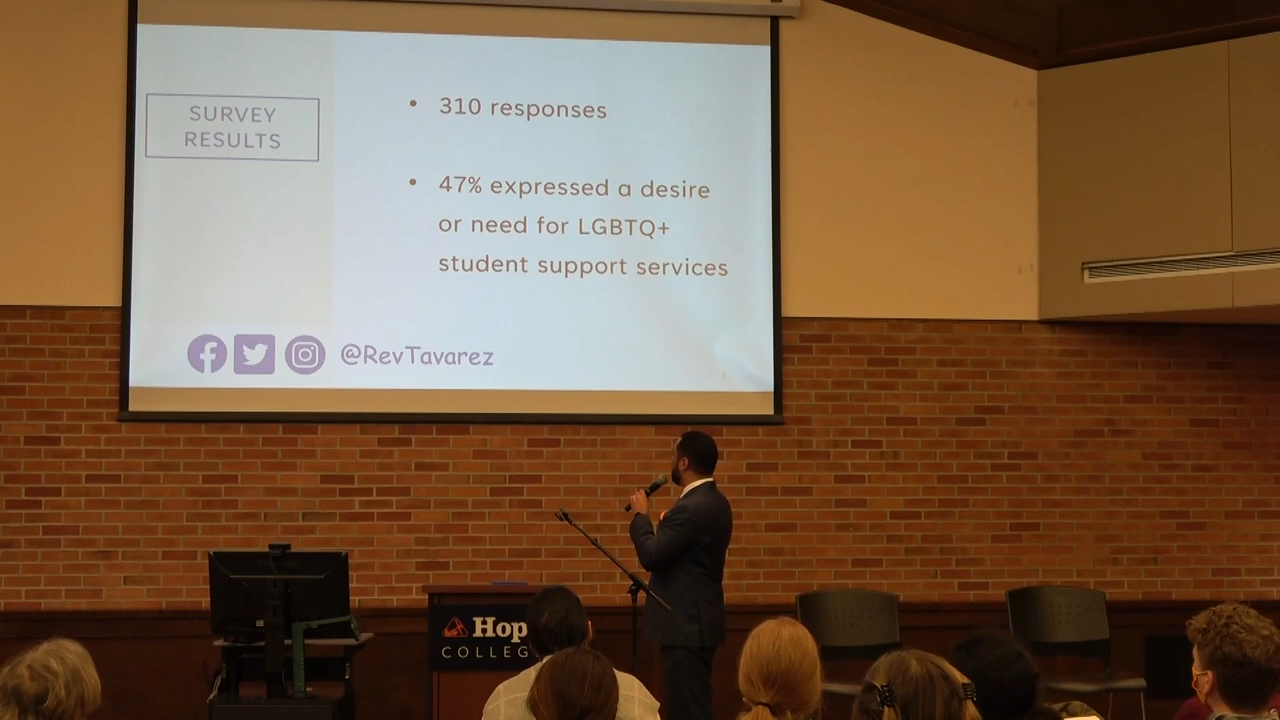 SURVEY
RESULTS
• 310 responses
• 47% expressed a desire
or need for LGBTQ+
student support services
@RevTavarez
Hop
COLLEG